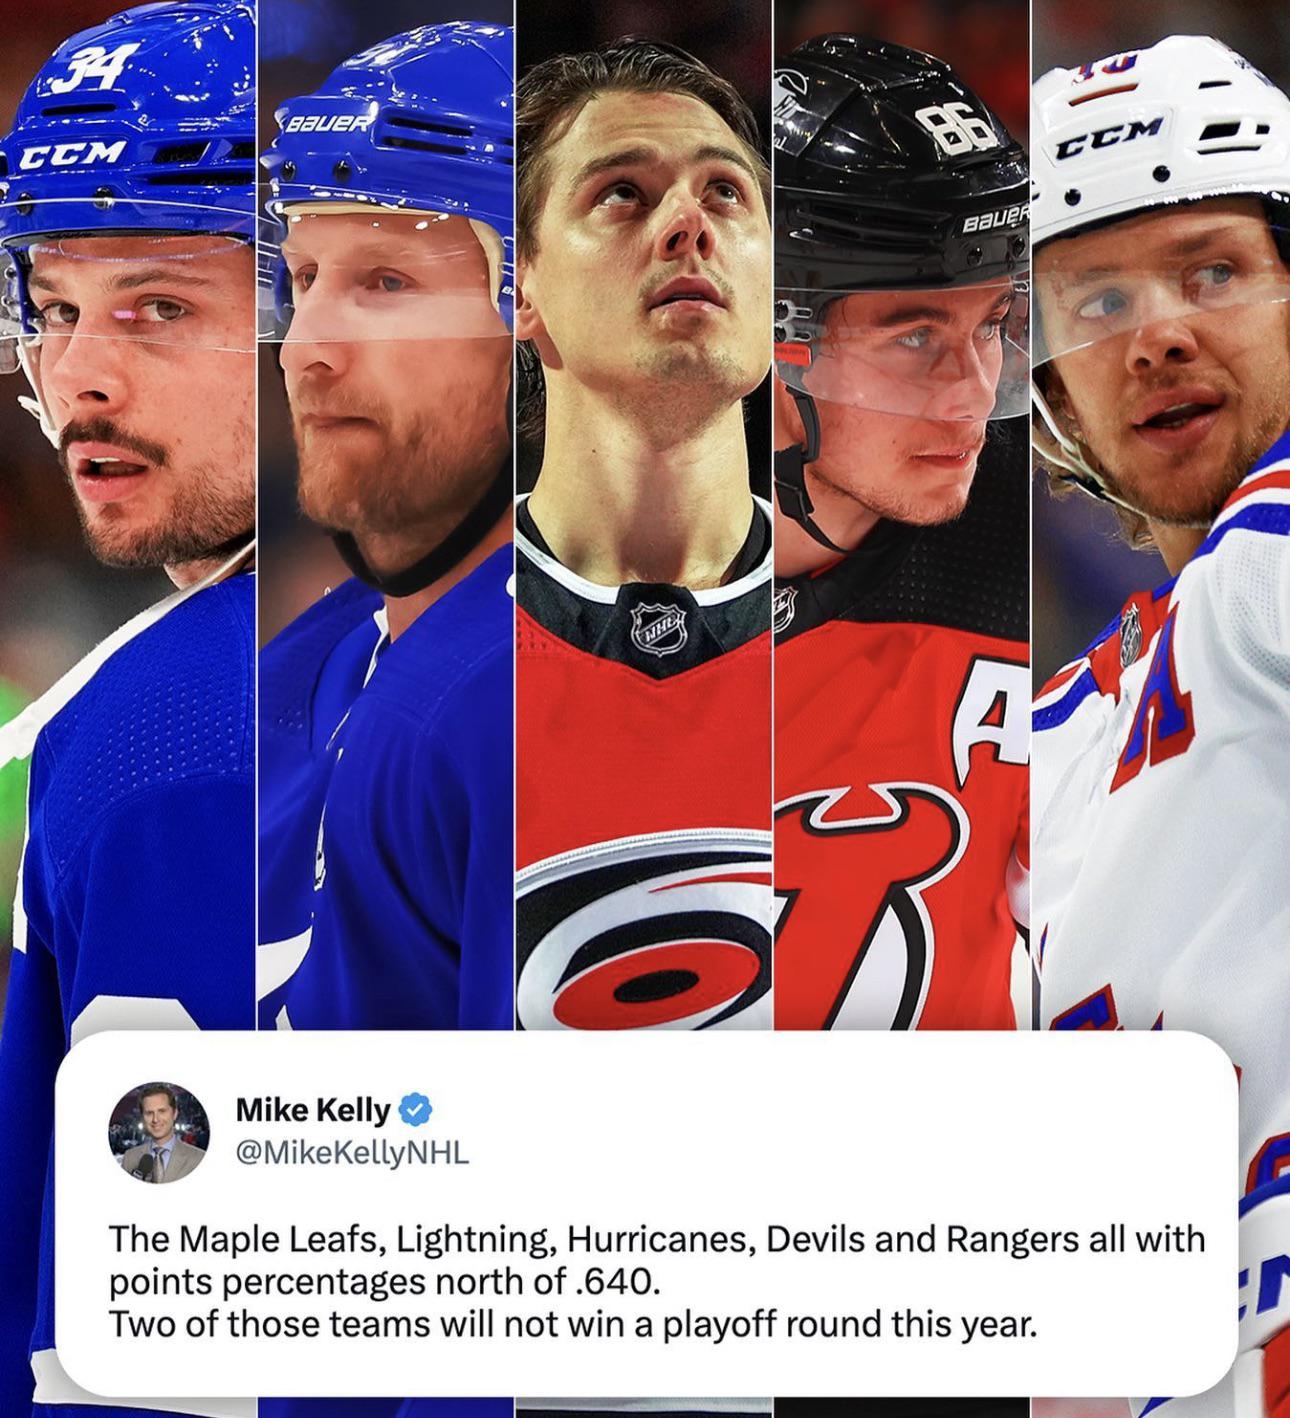 34
CCM
BAUER
86
BAUER
CCM
NHL
A
A
Mike Kelly
@MikeKellyNHL
The Maple Leafs, Lightning, Hurricanes, Devils and Rangers all with
points percentages north of .640.
Two of those teams will not win a playoff round this year.